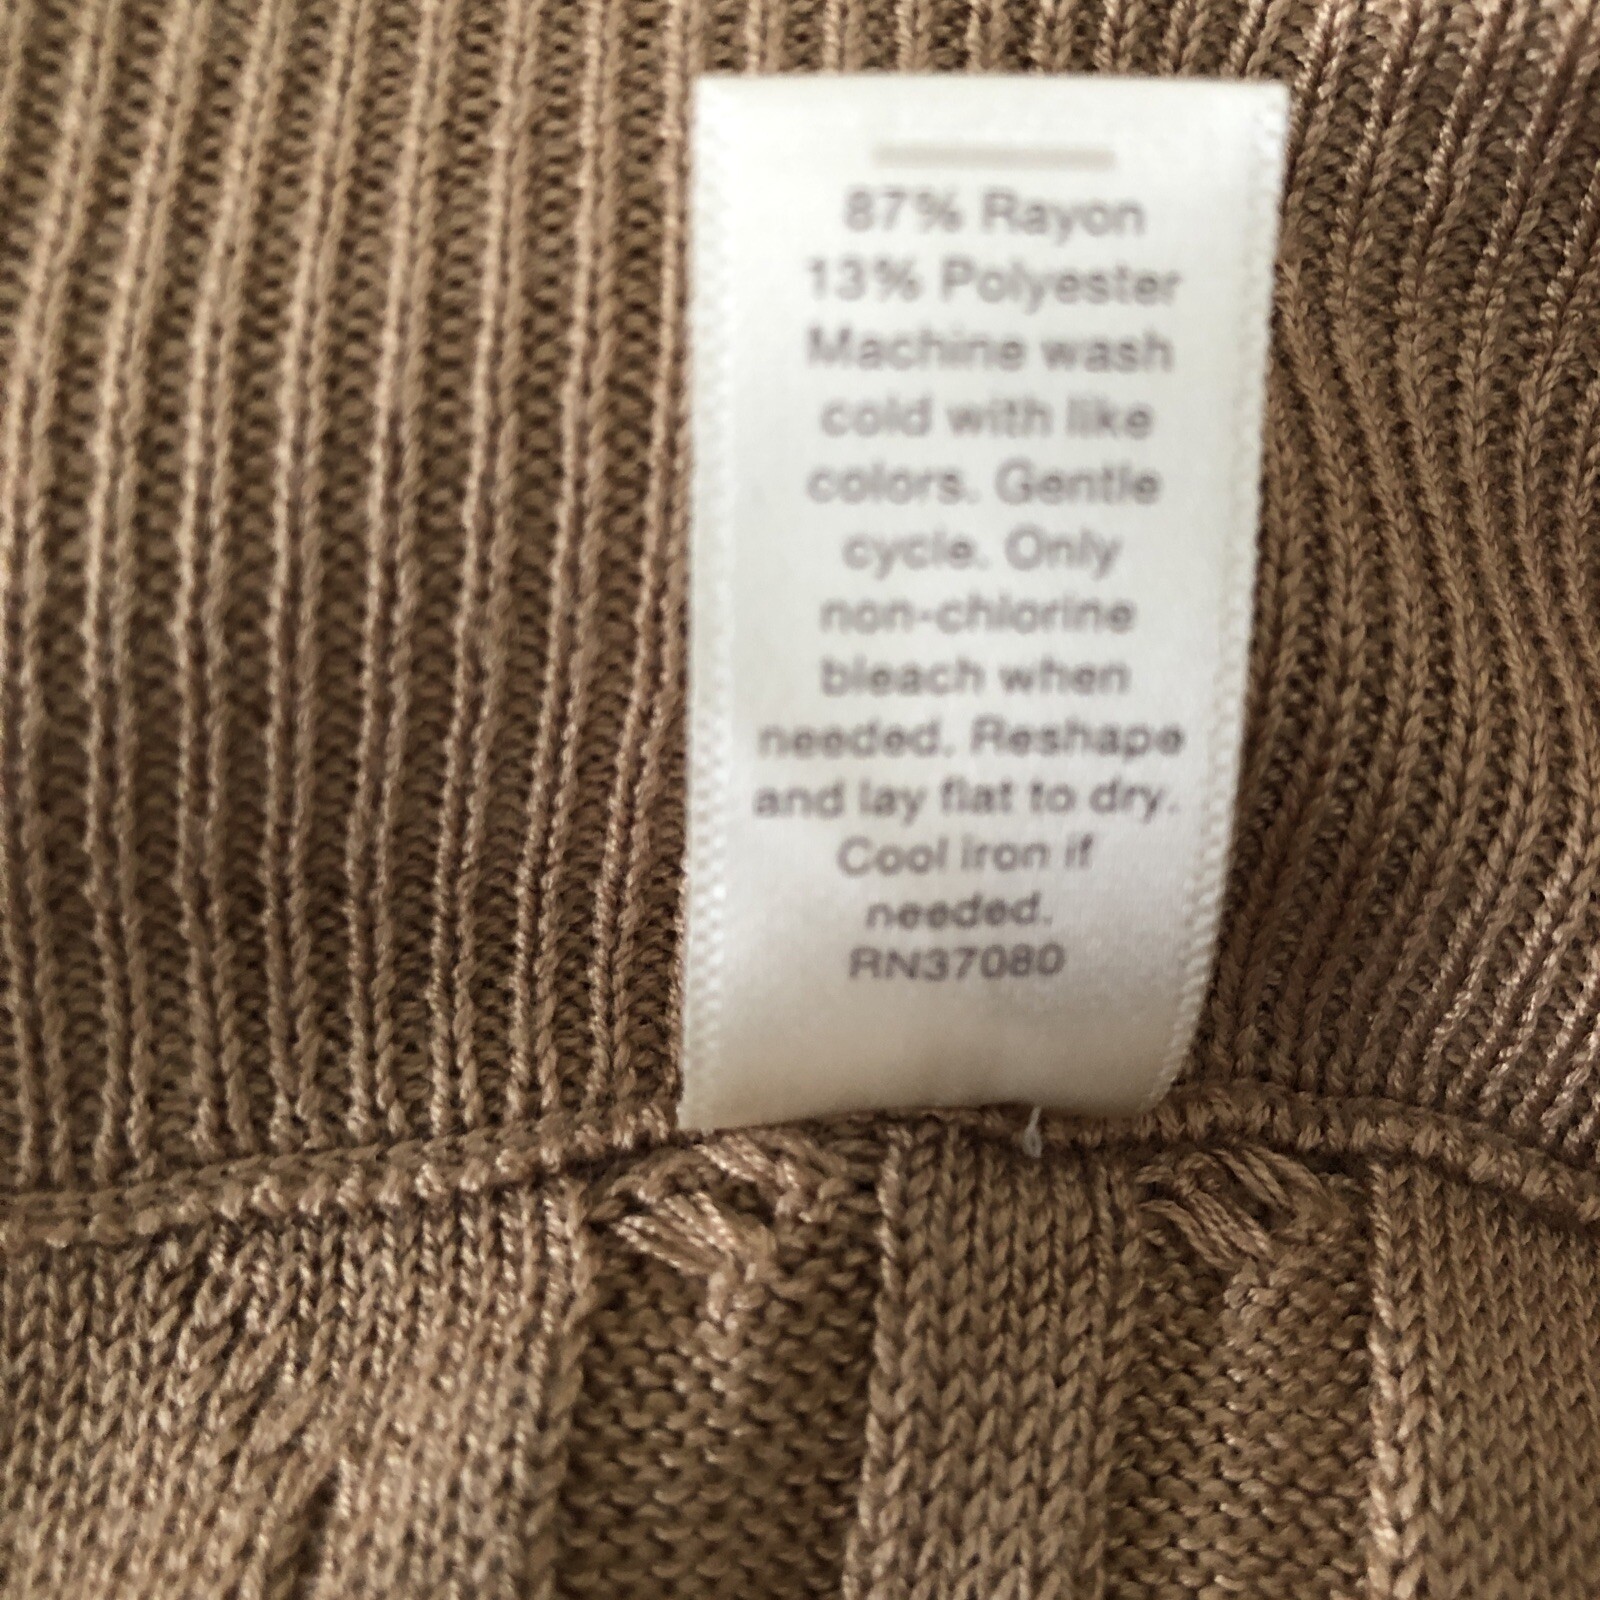 87% Rayon
13% Polyester
Machine wash
cold with like
colors. Gentle
cycle. Only
non-chlorine
bleach when
needed. Reshape
and lay flat to dry.
Cool iron if
needed.
RN37080